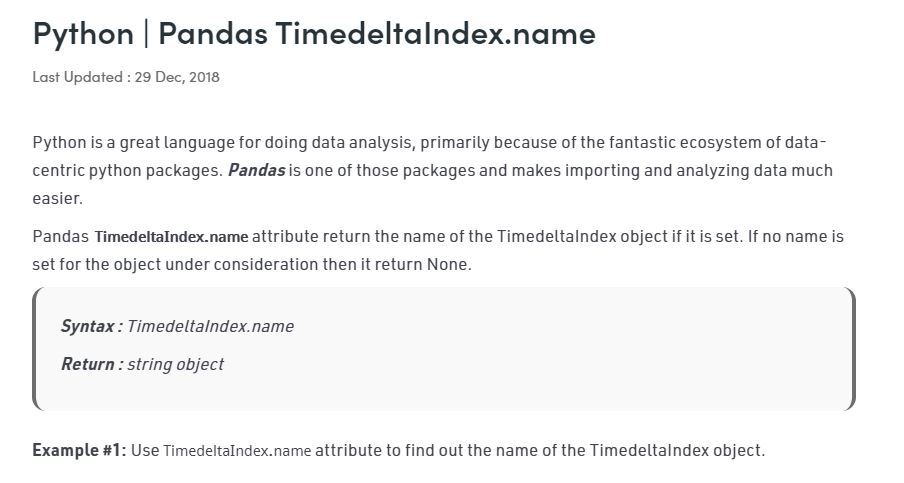 Python | Pandas TimedeltaIndex.name
Last Updated : 29 Dec, 2018
Python is a great language for doing data analysis, primarily because of the fantastic ecosystem of data-
centric python packages. Pandas is one of those packages and makes importing and analyzing data much
easier.
Pandas TimedeltaIndex.name attribute return the name of the TimedeltaIndex object if it is set. If no name is
set for the object under consideration then it return None.
Syntax : TimedeltaIndex.name
Return : string object
Example #1: Use TimedeltaIndex.name attribute to find out the name of the TimedeltaIndex object.